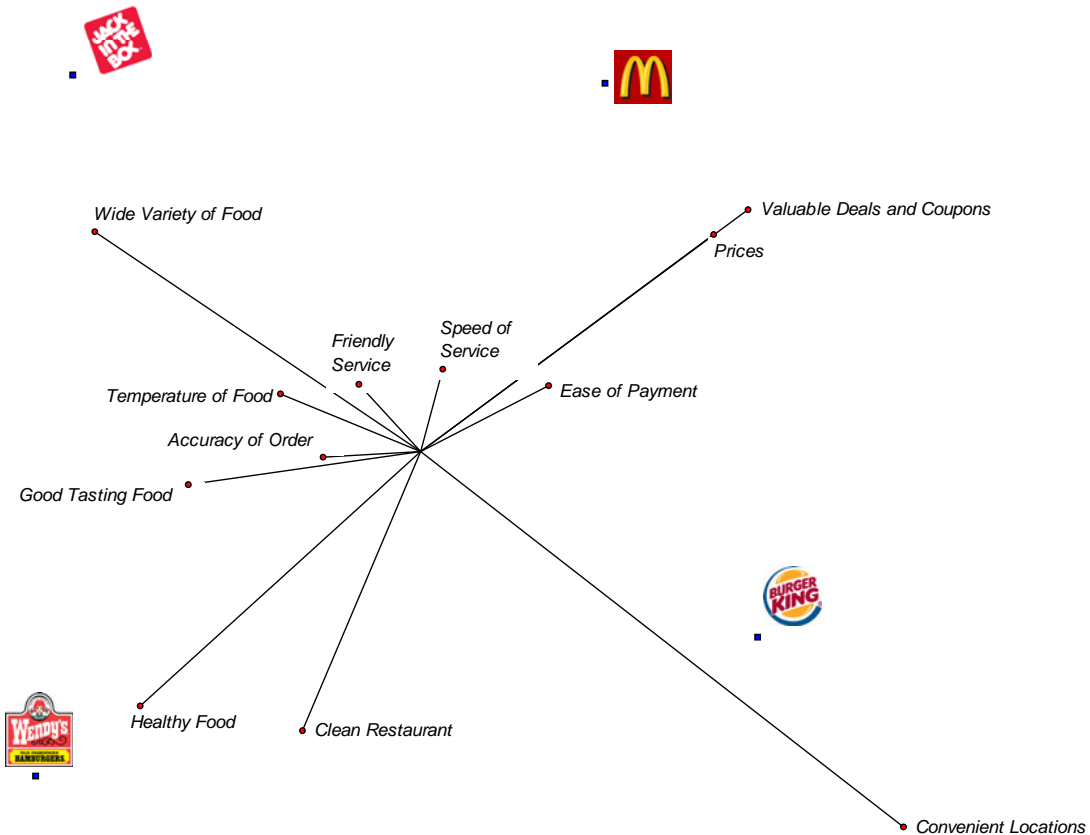 JACK
IN THE
BOX
Wide Variety of Food
Valuable Deals and Coupons
Prices
Speed of
Service
Friendly
Service
Ease of Payment
Temperature of Food
Accuracy of Order
Good Tasting Food
BURGER
KING
Wendy's
OLD FASHIONED
HAMBURGERS
Healthy Food
Clean Restaurant
Convenient Locations